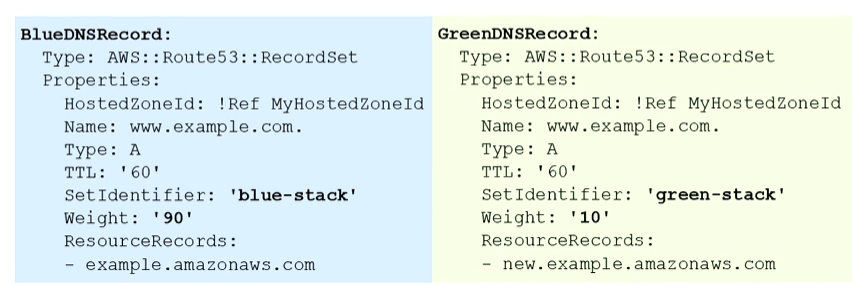 BlueDNSRecord:
Type: AWS::Route53::RecordSet
Properties:
HostedZoneId: !Ref MyHostedZoneId
Name: www.example.com.
Type: A
TTL: '60'
SetIdentifier: 'blue-stack'
Weight: '90'
ResourceRecords:
- example.amazonaws.com
GreenDNSRecord:
Type: AWS::Route53::RecordSet
Properties:
HostedZoneId: !Ref MyHostedZoneId
Name: www.example.com.
Type: A
TTL: '60'
SetIdentifier: 'green-stack'
Weight: '10'
ResourceRecords:
- new.example.amazonaws.com